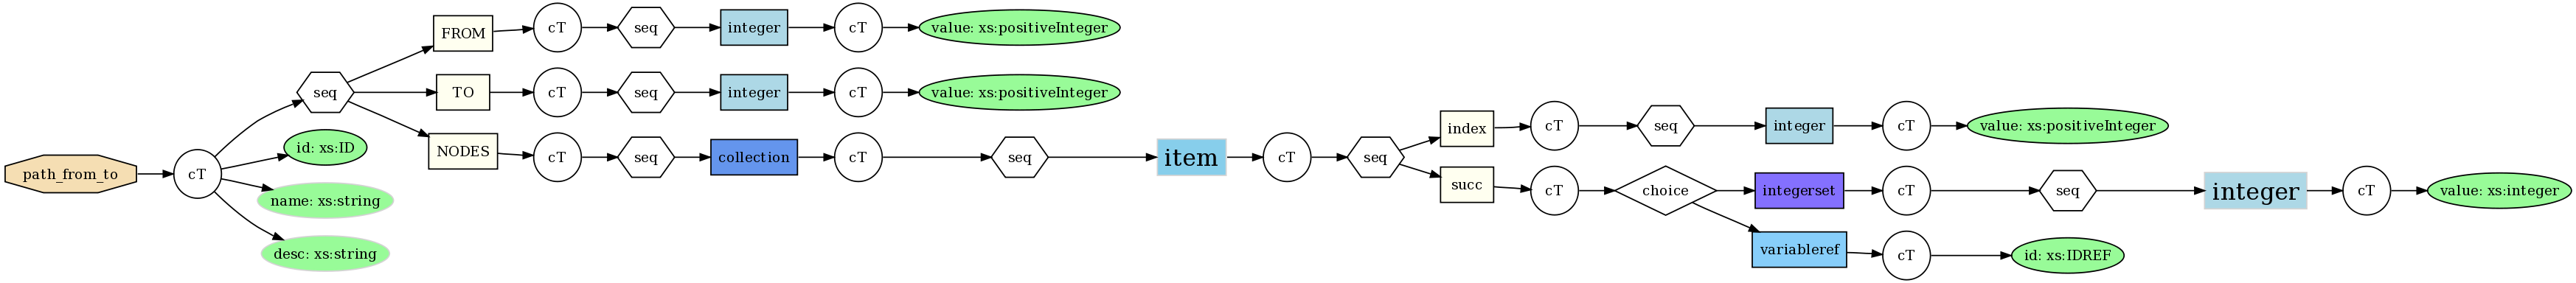 FROM
cT
seq
integer
cT
value: xs:positiveInteger
seq
TO
cT
seq
integer
cT
value: xs:positiveInteger
id: xs:ID
NODES
cT
seq
collection
cT
seq
item
cT
seq
index
cT
seq
integer
cT
value: xs:positiveInteger
path_from_to
cT
name: xs:string
desc: xs:string
succ
cT
choice
integerset
cT
seq
integer
cT
value: xs:integer
variableref
cT
id: xs:IDREF